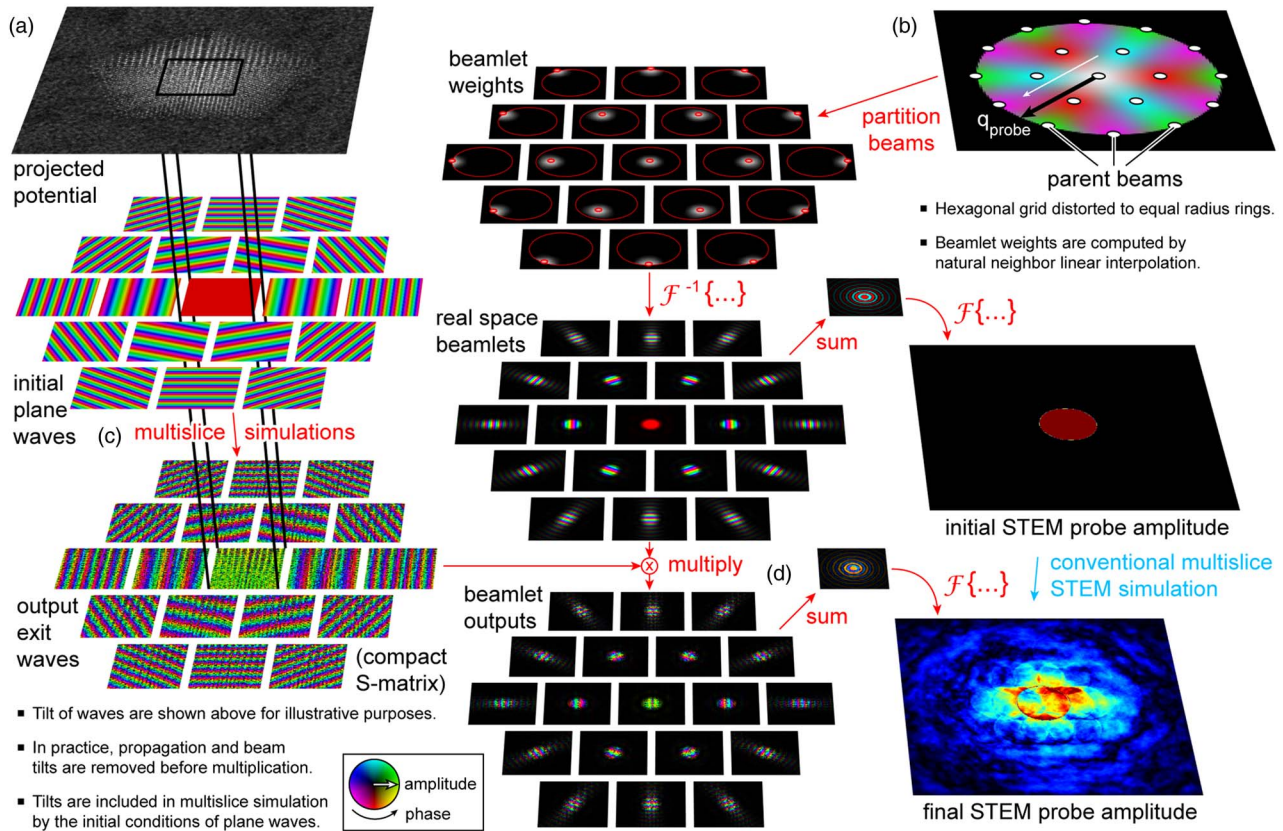 (a)
projected
potential
initial
plane
waves
(c)
multislice simulations
output
exit
waves
(compact
S-matrix)
▪ Tilt of waves are shown above for illustrative purposes.
▪ In practice, propagation and beam
tilts are removed before multiplication.
▪ Tilts are included in multislice simulation
by the initial conditions of plane waves.
amplitude
phase
beamlet
weights
partition
beams
ℱ⁻¹{...}
real space
beamlets
sum
ℱ{...}
x
multiply
(d)
beamlet
outputs
sum
ℱ{...}
(b)
qprobe
parent beams
▪ Hexagonal grid distorted to equal radius rings.
▪ Beamlet weights are computed by
natural neighbor linear interpolation.
initial STEM probe amplitude
conventional multislice
STEM simulation
final STEM probe amplitude